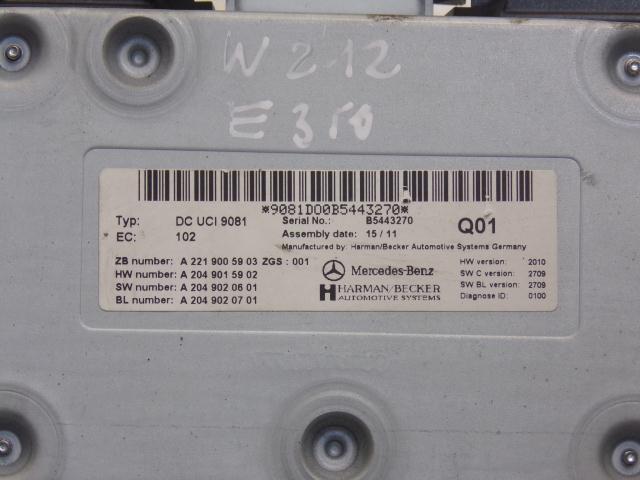 W212
E350
*9081D00B5443270*
Typ: DC UCI 9081 Serial No.: B5443270 Q01
EC: 102 Assembly date: 15/11
Manufactured by: Harman/Becker Automotive Systems Germany
ZB number: A 221 900 59 03 ZGS : 001 HW version: 2010
HW number: A 204 901 59 02 Mercedes-Benz SW C version: 2709
SW number: A 204 902 06 01 HARMAN/BECKER SW BL version: 2709
BL number: A 204 902 07 01 AUTOMOTIVE SYSTEMS Diagnose ID: 0100